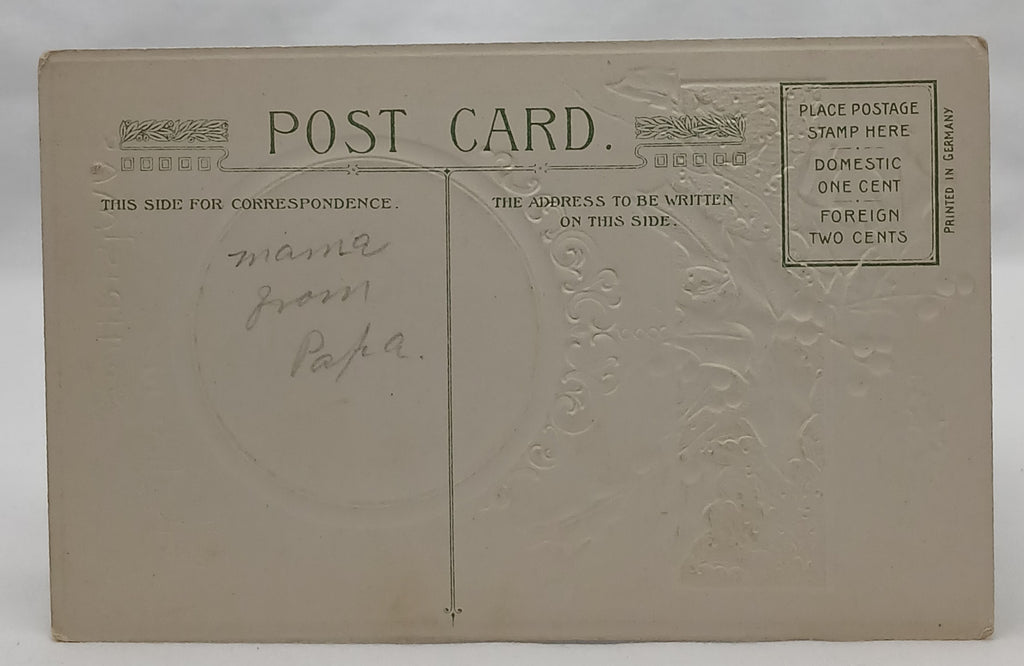 POST CARD.
THIS SIDE FOR CORRESPONDENCE.
THE ADDRESS TO BE WRITTEN
ON THIS SIDE.
PLACE POSTAGE
STAMP HERE
DOMESTIC
ONE CENT
FOREIGN
TWO CENTS
PRINTED IN GERMANY
mama
from
Papa.